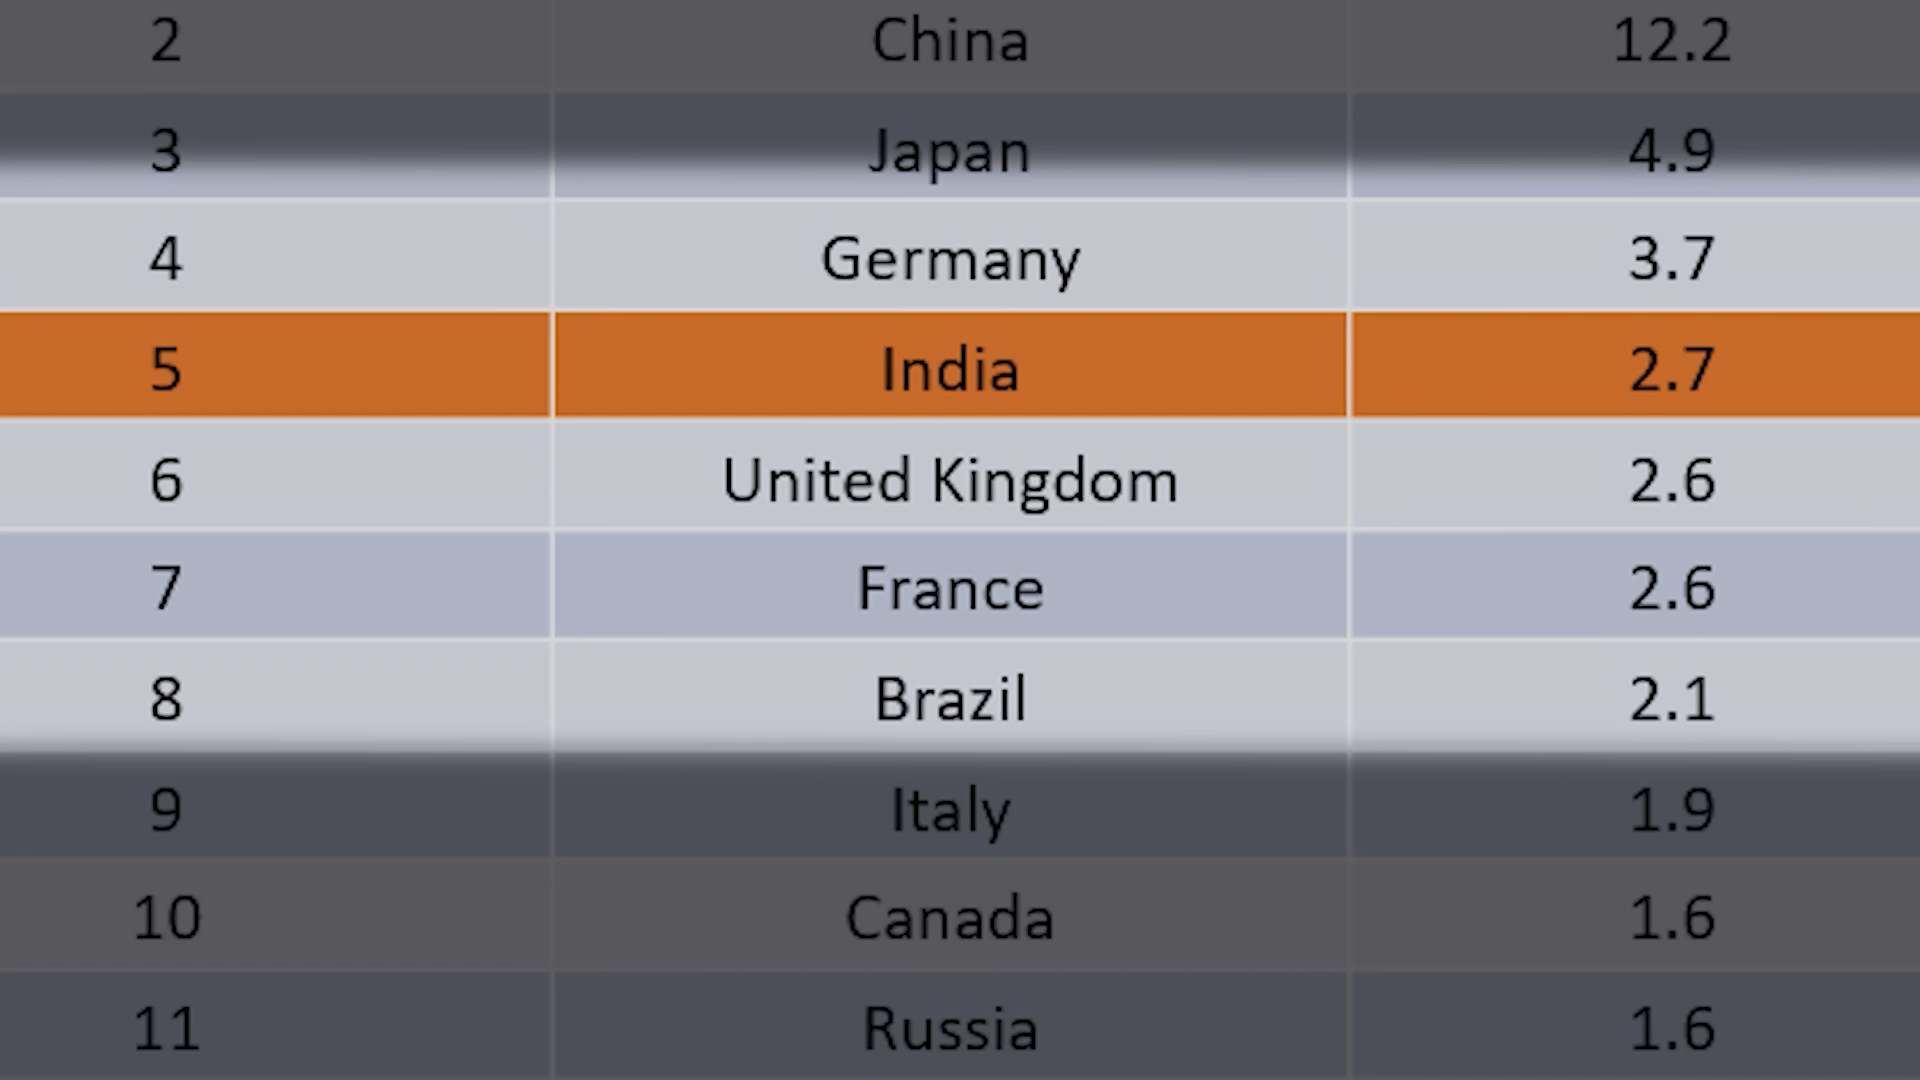 2 China 12.2
3 Japan 4.9
4 Germany 3.7
5 India 2.7
6 United Kingdom 2.6
7 France 2.6
8 Brazil 2.1
9 Italy 1.9
10 Canada 1.6
11 Russia 1.6